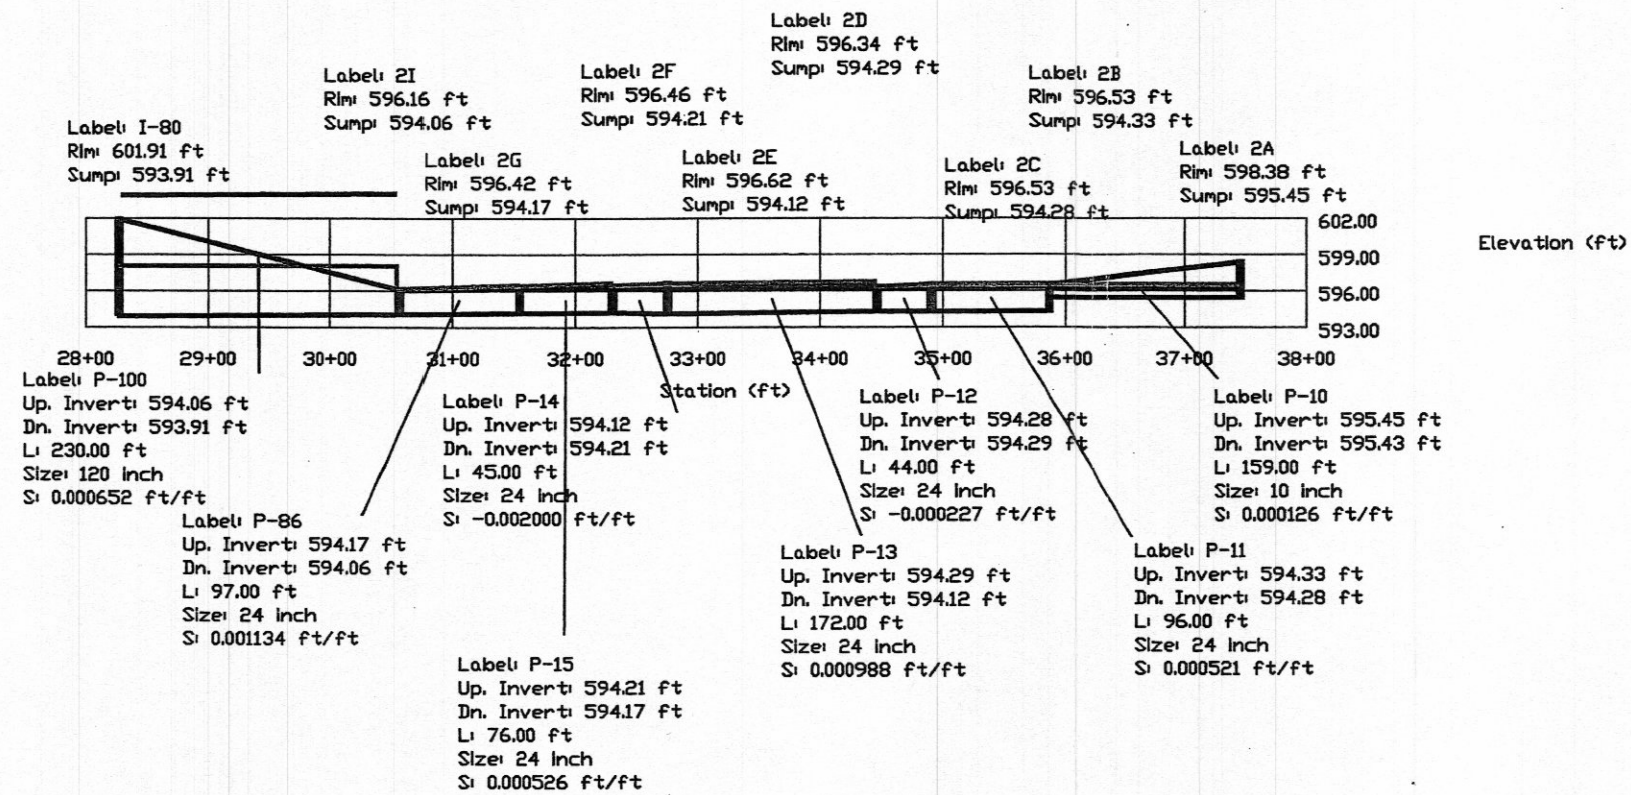 Label: 2D
Rim: 596.34 ft
Sump: 594.29 ft
Label: 2I
Rim: 596.16 ft
Sump: 594.06 ft
Label: 2F
Rim: 596.46 ft
Sump: 594.21 ft
Label: 2B
Rim: 596.53 ft
Sump: 594.33 ft
Label: I-80
Rim: 601.91 ft
Sump: 593.91 ft
Label: 2G
Rim: 596.42 ft
Sump: 594.17 ft
Label: 2E
Rim: 596.62 ft
Sump: 594.12 ft
Label: 2C
Rim: 596.53 ft
Sump: 594.28 ft
Label: 2A
Rim: 598.38 ft
Sump: 595.45 ft
602.00
599.00
596.00
593.00
Elevation (ft)
28+00 29+00 30+00 31+00 32+00 33+00 34+00 35+00 36+00 37+00 38+00
Station (ft)
Label: P-100
Up. Invert: 594.06 ft
Dn. Invert: 593.91 ft
L: 230.00 ft
Size: 120 inch
S: 0.000652 ft/ft
Label: P-14
Up. Invert: 594.12 ft
Dn. Invert: 594.21 ft
L: 45.00 ft
Size: 24 inch
S: -0.002000 ft/ft
Label: P-12
Up. Invert: 594.28 ft
Dn. Invert: 594.29 ft
L: 44.00 ft
Size: 24 inch
S: -0.000227 ft/ft
Label: P-10
Up. Invert: 595.45 ft
Dn. Invert: 595.43 ft
L: 159.00 ft
Size: 10 inch
S: 0.000126 ft/ft
Label: P-86
Up. Invert: 594.17 ft
Dn. Invert: 594.06 ft
L: 97.00 ft
Size: 24 inch
S: 0.001134 ft/ft
Label: P-13
Up. Invert: 594.29 ft
Dn. Invert: 594.12 ft
L: 172.00 ft
Size: 24 inch
S: 0.000988 ft/ft
Label: P-11
Up. Invert: 594.33 ft
Dn. Invert: 594.28 ft
L: 96.00 ft
Size: 24 inch
S: 0.000521 ft/ft
Label: P-15
Up. Invert: 594.21 ft
Dn. Invert: 594.17 ft
L: 76.00 ft
Size: 24 inch
S: 0.000526 ft/ft